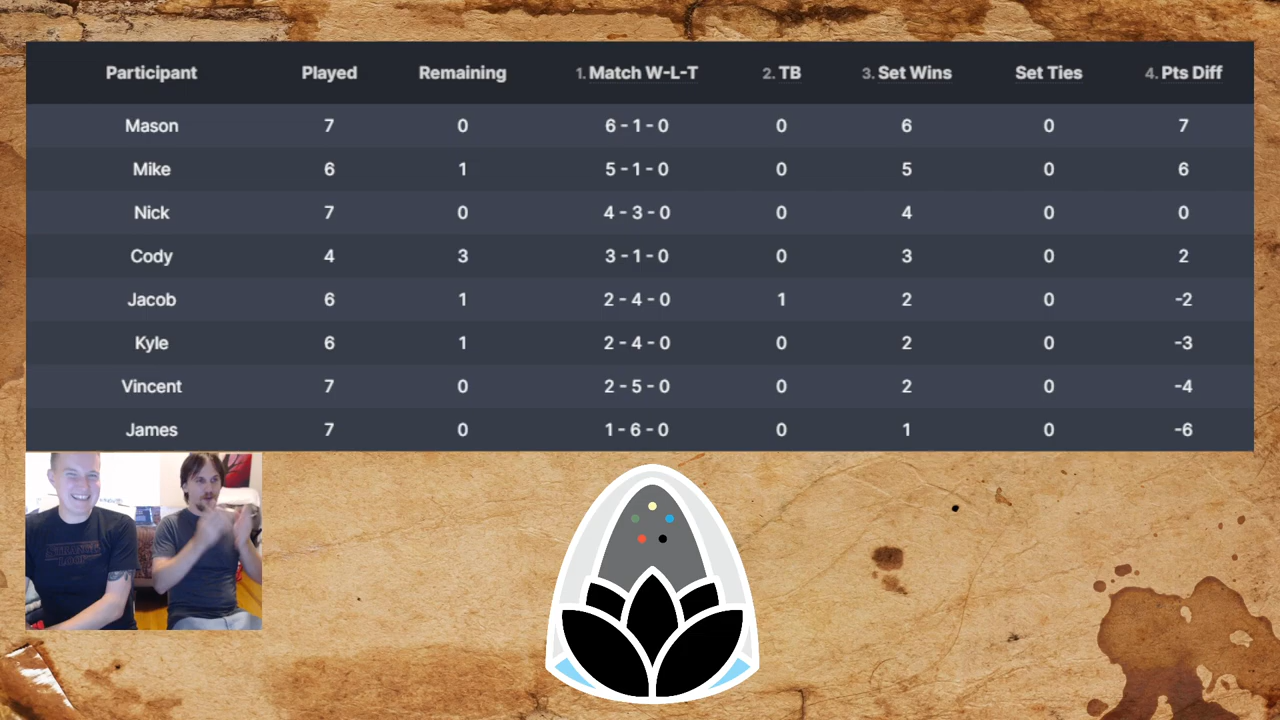 Participant Played Remaining 1. Match W-L-T 2. TB 3. Set Wins Set Ties 4. Pts Diff
Mason 7 0 6 - 1 - 0 0 6 0 7
Mike 6 1 5 - 1 - 0 0 5 0 6
Nick 7 0 4 - 3 - 0 0 4 0 0
Cody 4 3 3 - 1 - 0 0 3 0 2
Jacob 6 1 2 - 4 - 0 1 2 0 -2
Kyle 6 1 2 - 4 - 0 0 2 0 -3
Vincent 7 0 2 - 5 - 0 0 2 0 -4
James 7 0 1 - 6 - 0 0 1 0 -6